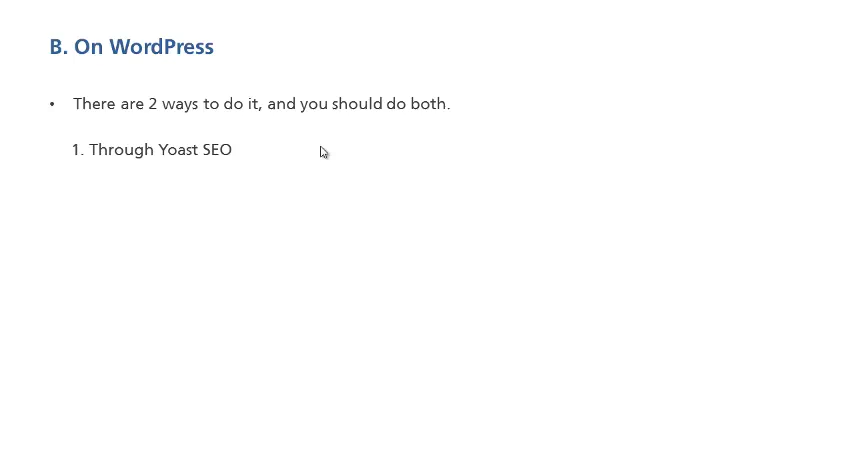 B. On WordPress
• There are 2 ways to do it, and you should do both.
1. Through Yoast SEO